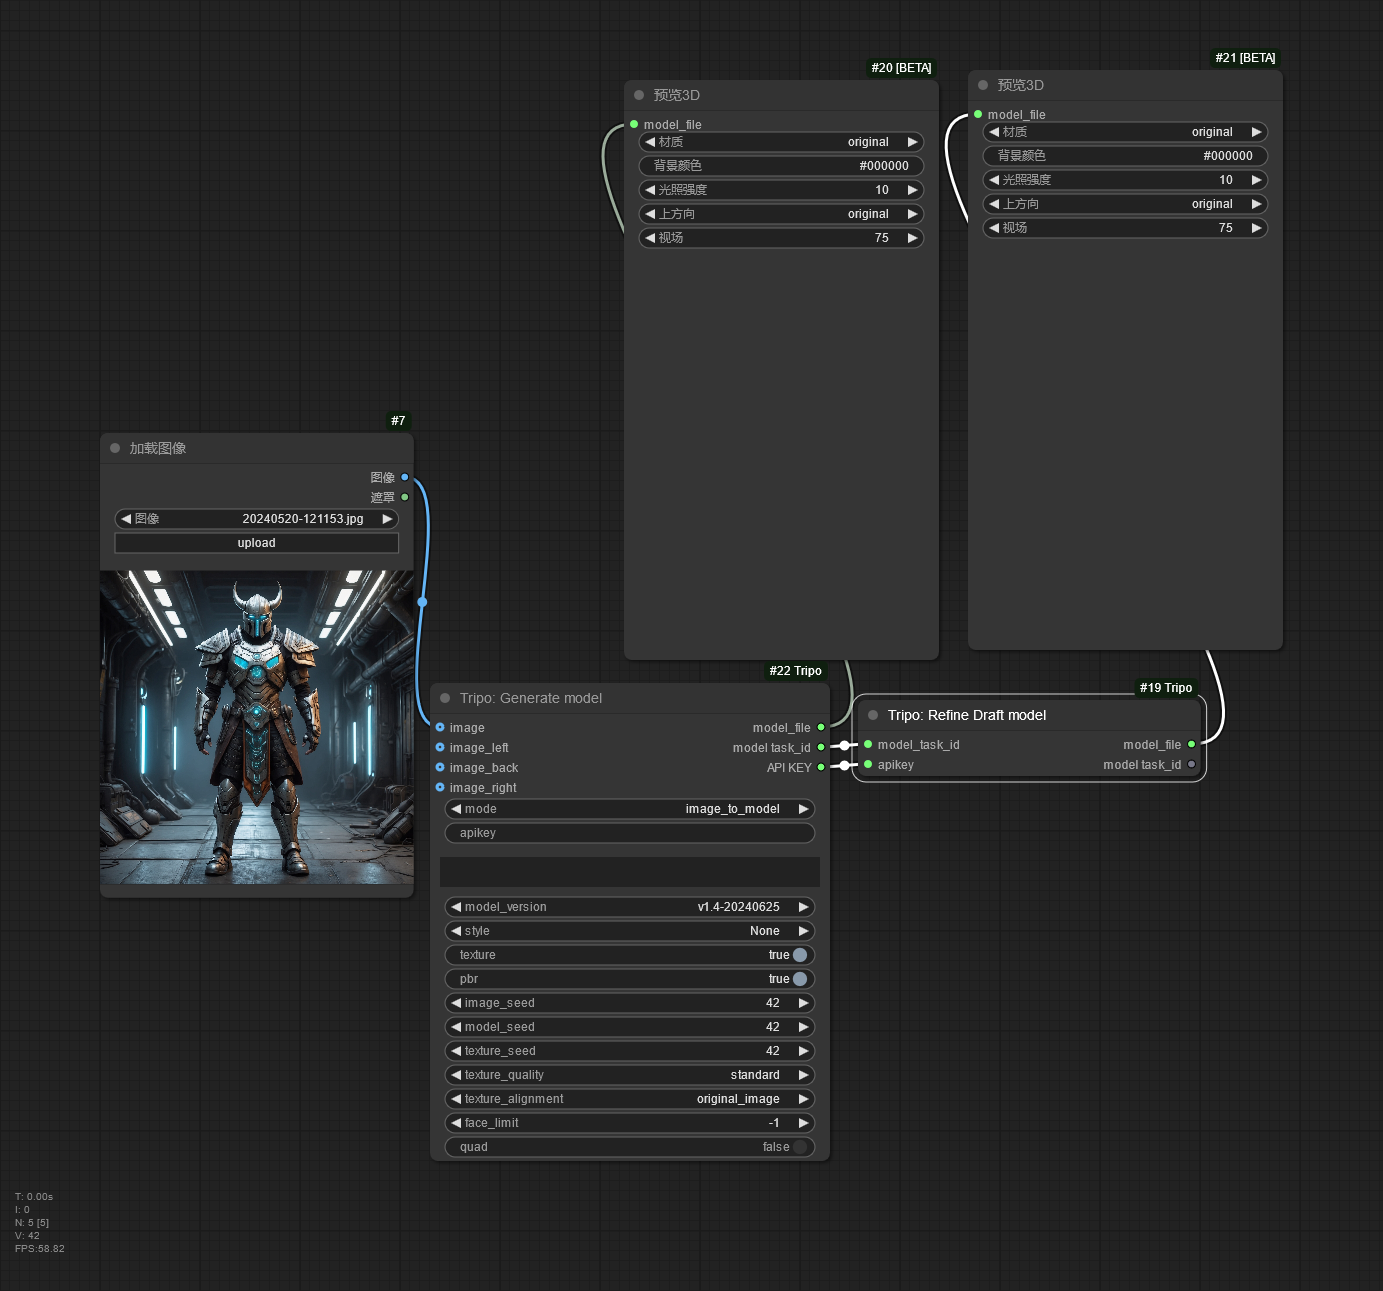 #20 [BETA]
预览3D
model_file
材质 original
背景颜色 #000000
光照强度 10
上方向 original
视场 75
#21 [BETA]
预览3D
model_file
材质 original
背景颜色 #000000
光照强度 10
上方向 original
视场 75
#7
加载图像
图像
遮罩
图像 20240520-121153.jpg
upload
#22 Tripo
Tripo: Generate model
image model_file
image_left model task_id
image_back API KEY
image_right
mode image_to_model
apikey
model_version v1.4-20240625
style None
texture true
pbr true
image_seed 42
model_seed 42
texture_seed 42
texture_quality standard
texture_alignment original_image
face_limit -1
quad false
#19 Tripo
Tripo: Refine Draft model
model_task_id model_file
apikey model task_id
T: 0.00s
I: 0
N: 5 [5]
V: 42
FPS:58.82